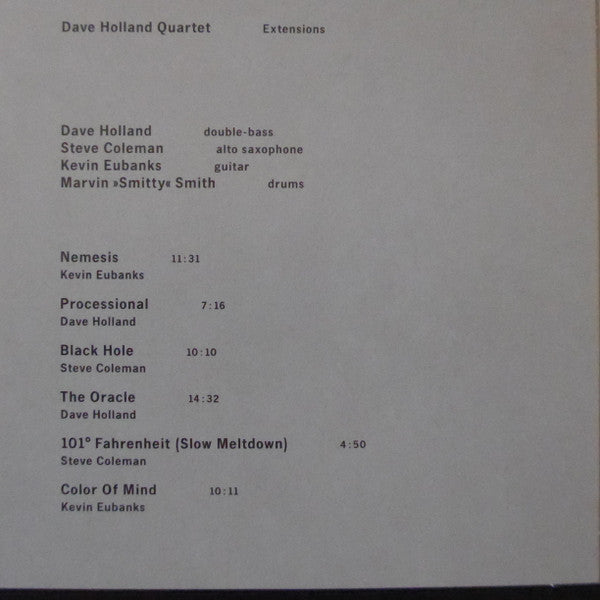 Dave Holland Quartet Extensions
Dave Holland double-bass
Steve Coleman alto saxophone
Kevin Eubanks guitar
Marvin »Smitty« Smith drums
Nemesis 11:31
Kevin Eubanks
Processional 7:16
Dave Holland
Black Hole 10:10
Steve Coleman
The Oracle 14:32
Dave Holland
101° Fahrenheit (Slow Meltdown) 4:50
Steve Coleman
Color Of Mind 10:11
Kevin Eubanks